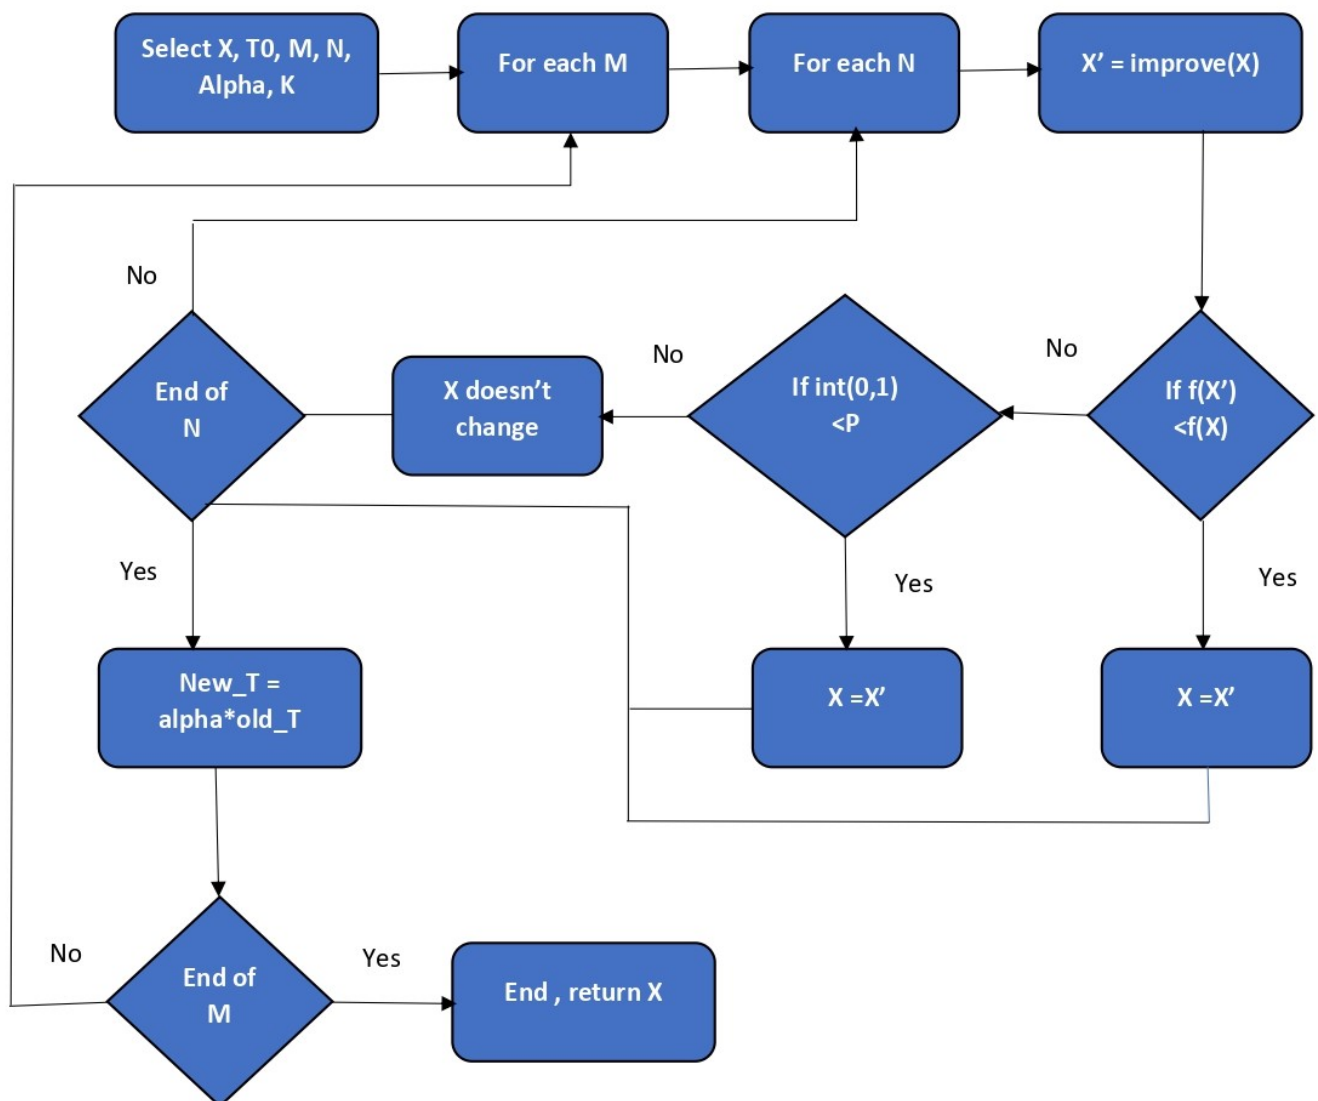 Select X, T0, M, N,
Alpha, K
For each M
For each N
X’ = improve(X)
No
End of
N
X doesn’t
change
No
If int(0,1)
<P
No
If f(X’)
<f(X)
Yes
Yes
Yes
New_T =
alpha*old_T
X =X’
X =X’
No
End of
M
Yes
End , return X